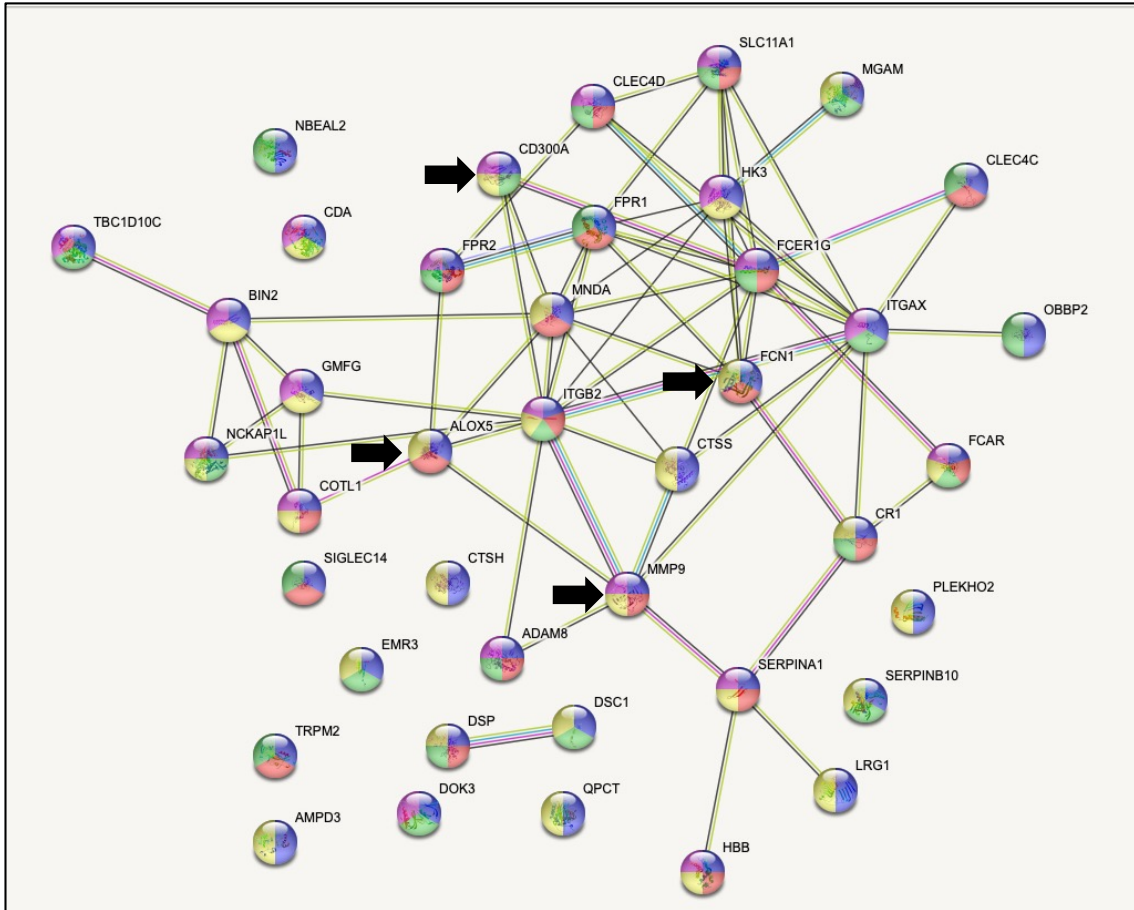 SLC11A1
MGAM
CLEC4D
NBEAL2
CD300A
CLEC4C
HK3
CDA
FPR1
TBC1D10C
FPR2
FCER1G
MNDA
ITGAX
BIN2
OBBP2
FCN1
GMFG
ITGB2
ALOX5
NCKAP1L
CTSS
FCAR
COTL1
CR1
SIGLEC14
CTSH
MMP9
PLEKHO2
ADAM8
EMR3
SERPINA1
SERPINB10
DSC1
DSP
TRPM2
LRG1
DOK3
QPCT
AMPD3
HBB